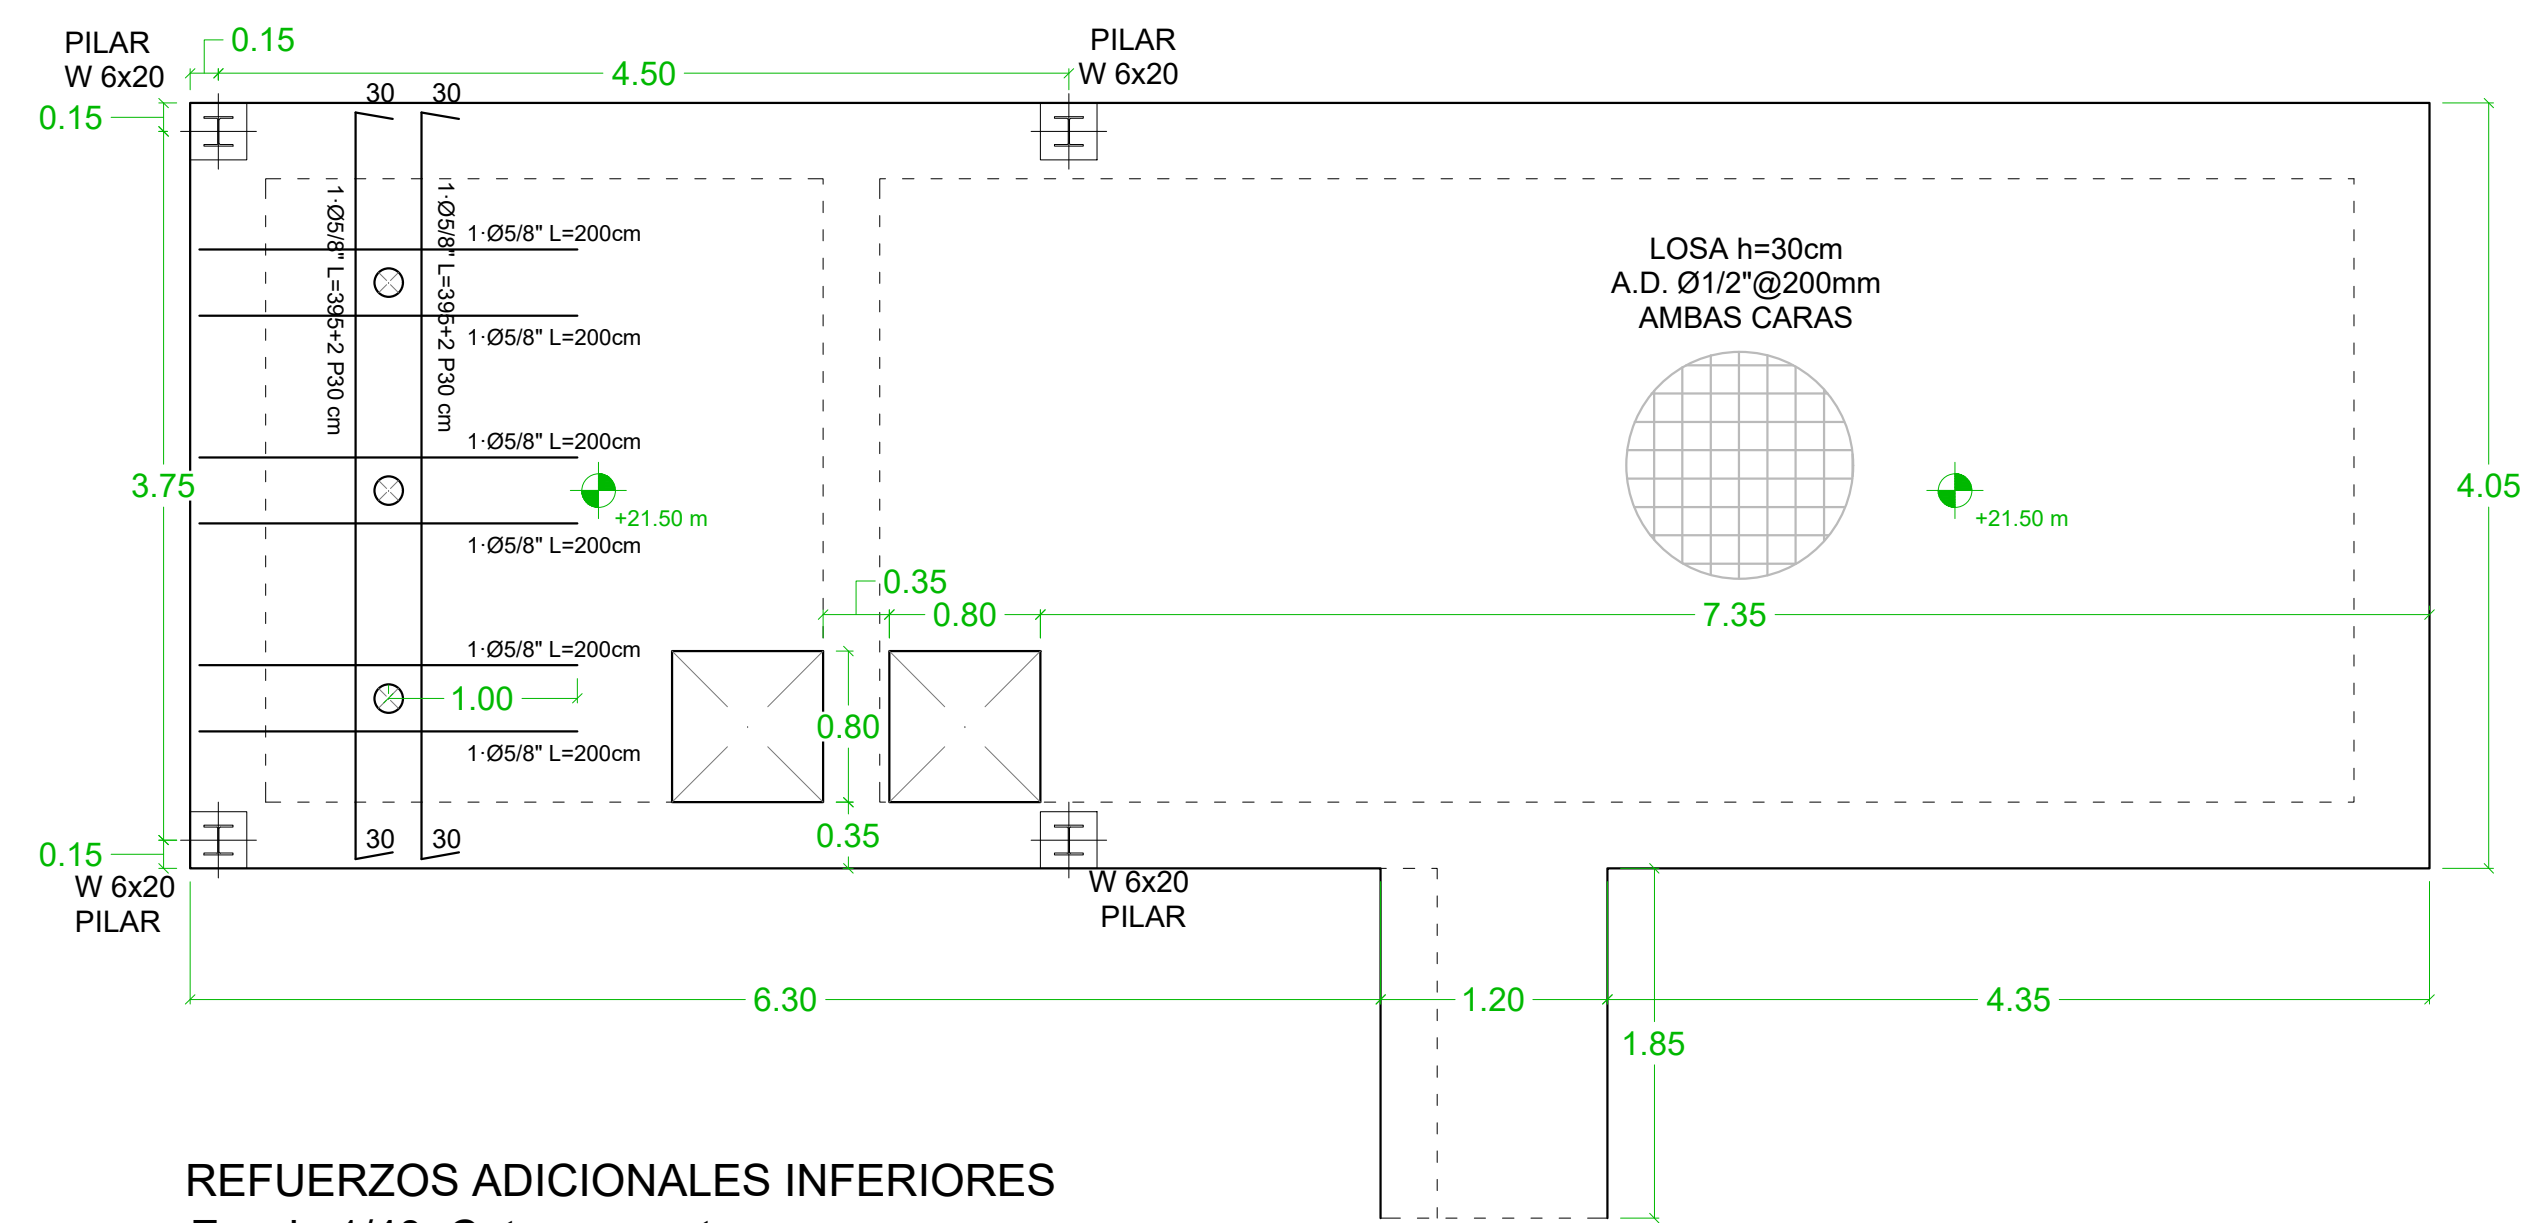 PILAR
W 6x20
0.15
4.50
PILAR
W 6x20
0.15
30
30
1·Ø5/8" L=395+2 P30 cm
1·Ø5/8" L=395+2 P30 cm
1·Ø5/8" L=200cm
1·Ø5/8" L=200cm
LOSA h=30cm
A.D. Ø1/2"@200mm
AMBAS CARAS
1·Ø5/8" L=200cm
3.75
+21.50 m
+21.50 m
4.05
1·Ø5/8" L=200cm
0.35
0.80
7.35
1·Ø5/8" L=200cm
1.00
0.80
1·Ø5/8" L=200cm
0.15
30
30
0.35
W 6x20
PILAR
W 6x20
PILAR
6.30
1.20
4.35
1.85
REFUERZOS ADICIONALES INFERIORES